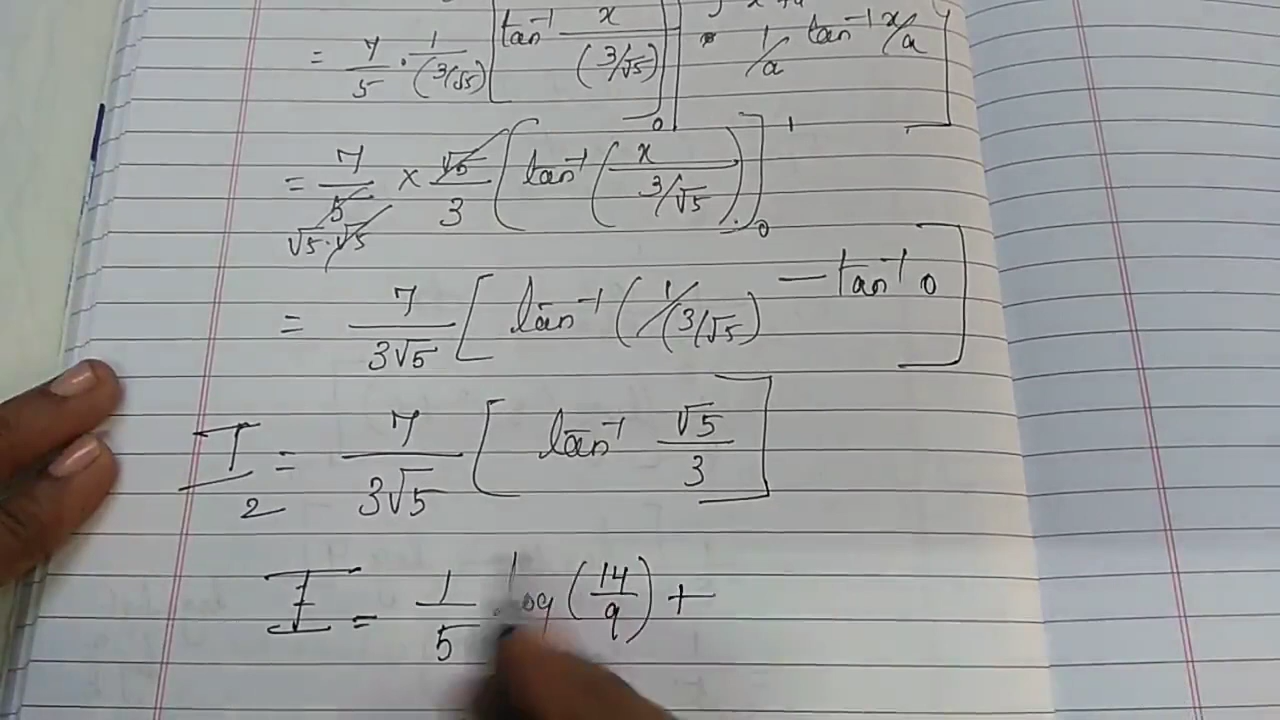 = 7/5 · 1/(3/√5) [tan⁻¹ x/(3/√5)]₀ 1/a tan⁻¹ x/a]
= 7/5 × √5/3 [tan⁻¹(x/(3/√5))]₀¹
√5·√5
= 7/(3√5) [tan⁻¹(1/(3/√5)) − tan⁻¹ 0]
I₂ = 7/(3√5) [tan⁻¹ √5/3]
I = 1/5 · log(14/9) +